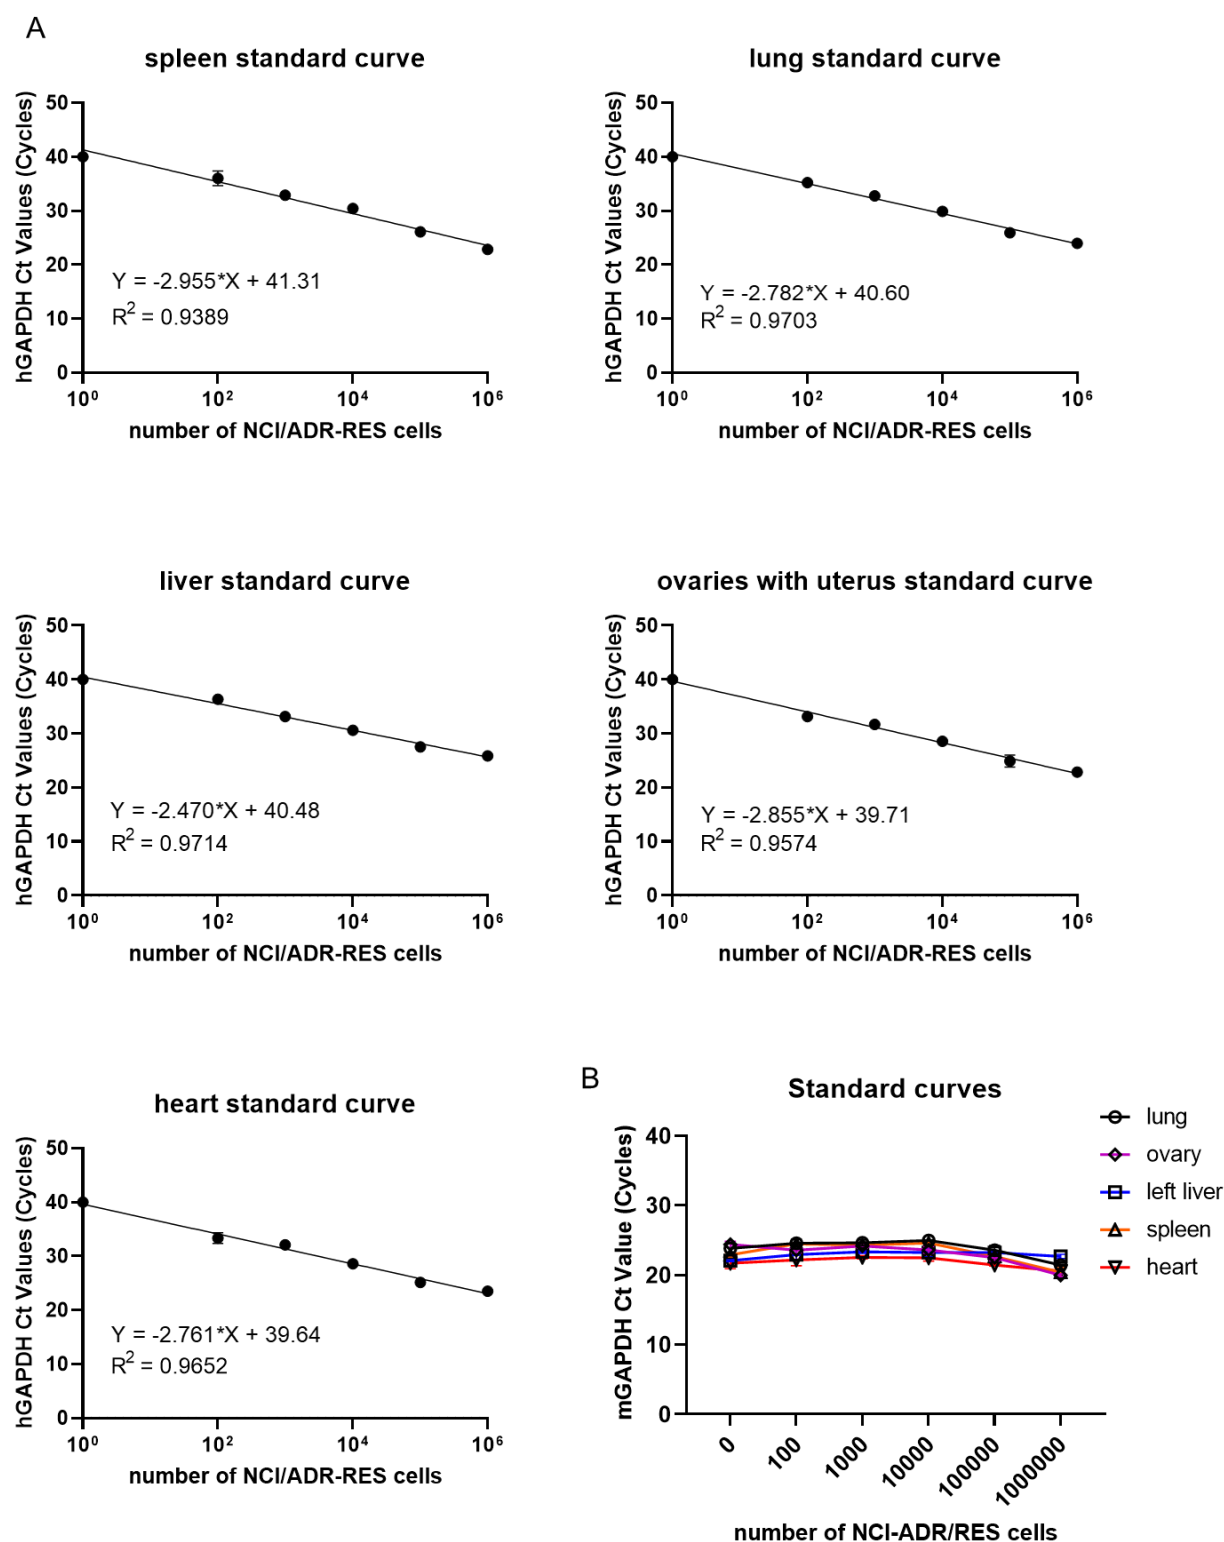 A
spleen standard curve
hGAPDH Ct Values (Cycles)
50
40
30
20
10
0
Y = -2.955*X + 41.31
R² = 0.9389
10⁰ 10² 10⁴ 10⁶
number of NCI/ADR-RES cells
lung standard curve
hGAPDH Ct Values (Cycles)
50
40
30
20
10
0
Y = -2.782*X + 40.60
R² = 0.9703
10⁰ 10² 10⁴ 10⁶
number of NCI/ADR-RES cells
liver standard curve
hGAPDH Ct Values (Cycles)
50
40
30
20
10
0
Y = -2.470*X + 40.48
R² = 0.9714
10⁰ 10² 10⁴ 10⁶
number of NCI/ADR-RES cells
ovaries with uterus standard curve
hGAPDH Ct Values (Cycles)
50
40
30
20
10
0
Y = -2.855*X + 39.71
R² = 0.9574
10⁰ 10² 10⁴ 10⁶
number of NCI/ADR-RES cells
heart standard curve
hGAPDH Ct Values (Cycles)
50
40
30
20
10
0
Y = -2.761*X + 39.64
R² = 0.9652
10⁰ 10² 10⁴ 10⁶
number of NCI/ADR-RES cells
B
Standard curves
mGAPDH Ct Value (Cycles)
40
30
20
10
0
0 100 1000 10000 100000 1000000
number of NCI-ADR/RES cells
lung
ovary
left liver
spleen
heart